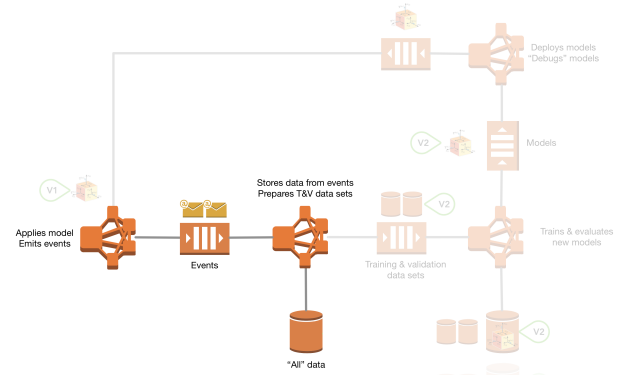 Deploys models
"Debugs" models
V2
Models
V1
Stores data from events
Prepares T&V data sets
V2
Applies model
Emits events
Trains & evaluates
new models
Events
Training & validation
data sets
V2
"All" data